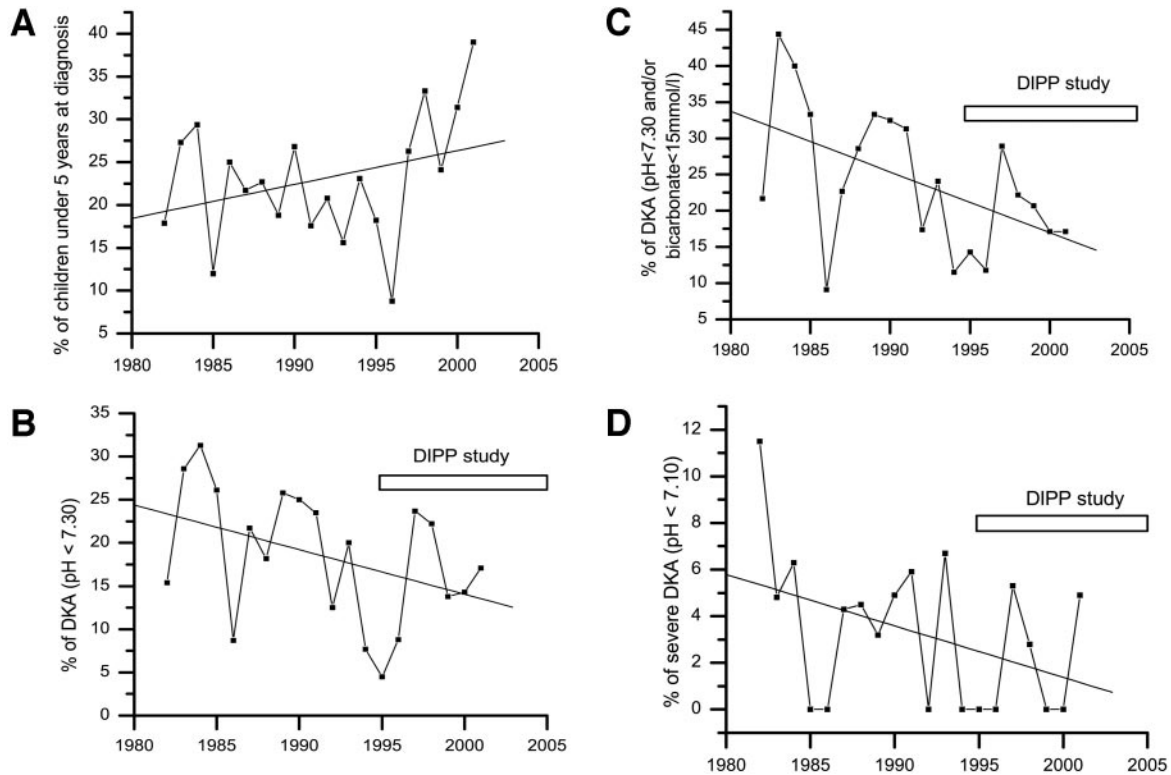 A
% of children under 5 years at diagnosis
40
35
30
25
20
15
10
5
1980 1985 1990 1995 2000 2005
B
% of DKA (pH < 7.30)
35
30
25
20
15
10
5
0
DIPP study
1980 1985 1990 1995 2000 2005
C
% of DKA (pH<7.30 and/or
bicarbonate<15mmol/l)
45
40
35
30
25
20
15
10
5
DIPP study
1980 1985 1990 1995 2000 2005
D
% of severe DKA (pH < 7.10)
12
10
8
6
4
2
0
DIPP study
1980 1985 1990 1995 2000 2005